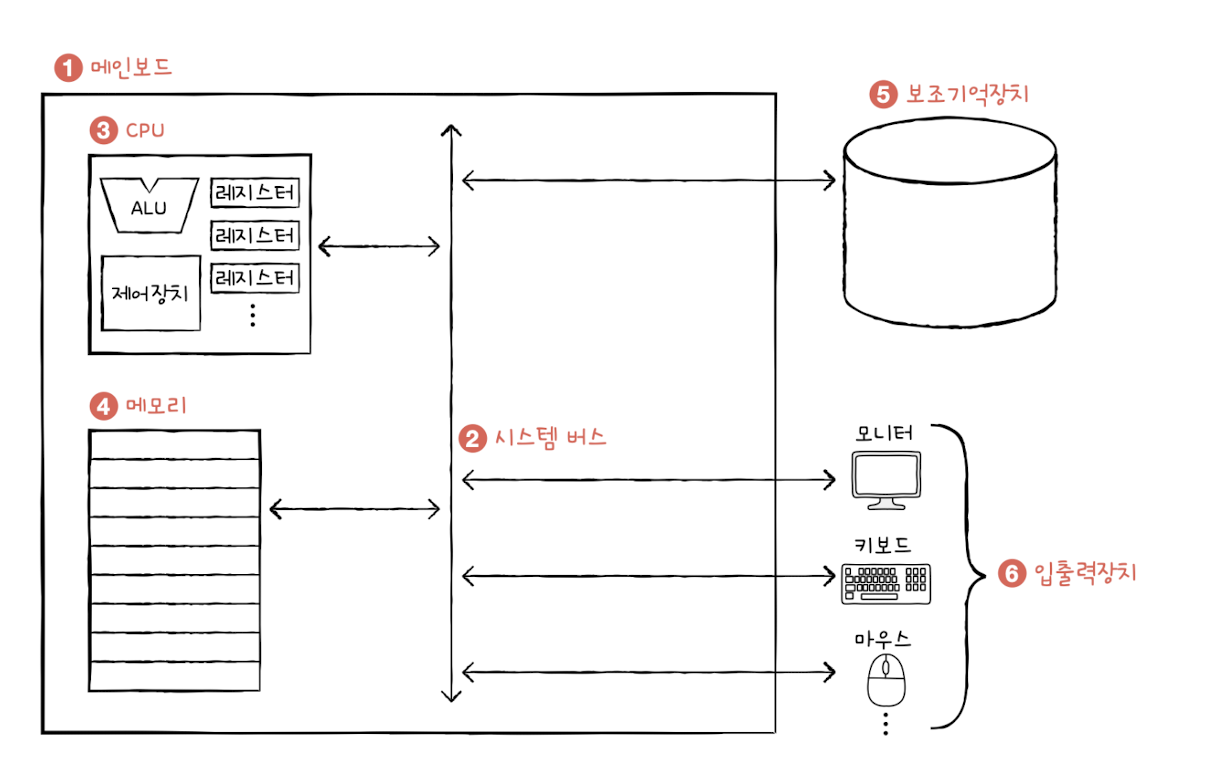 1 메인보드
3 CPU
ALU
제어장치
레지스터
레지스터
레지스터
4 메모리
2 시스템 버스
5 보조기억장치
모니터
키보드
마우스
6 입출력장치